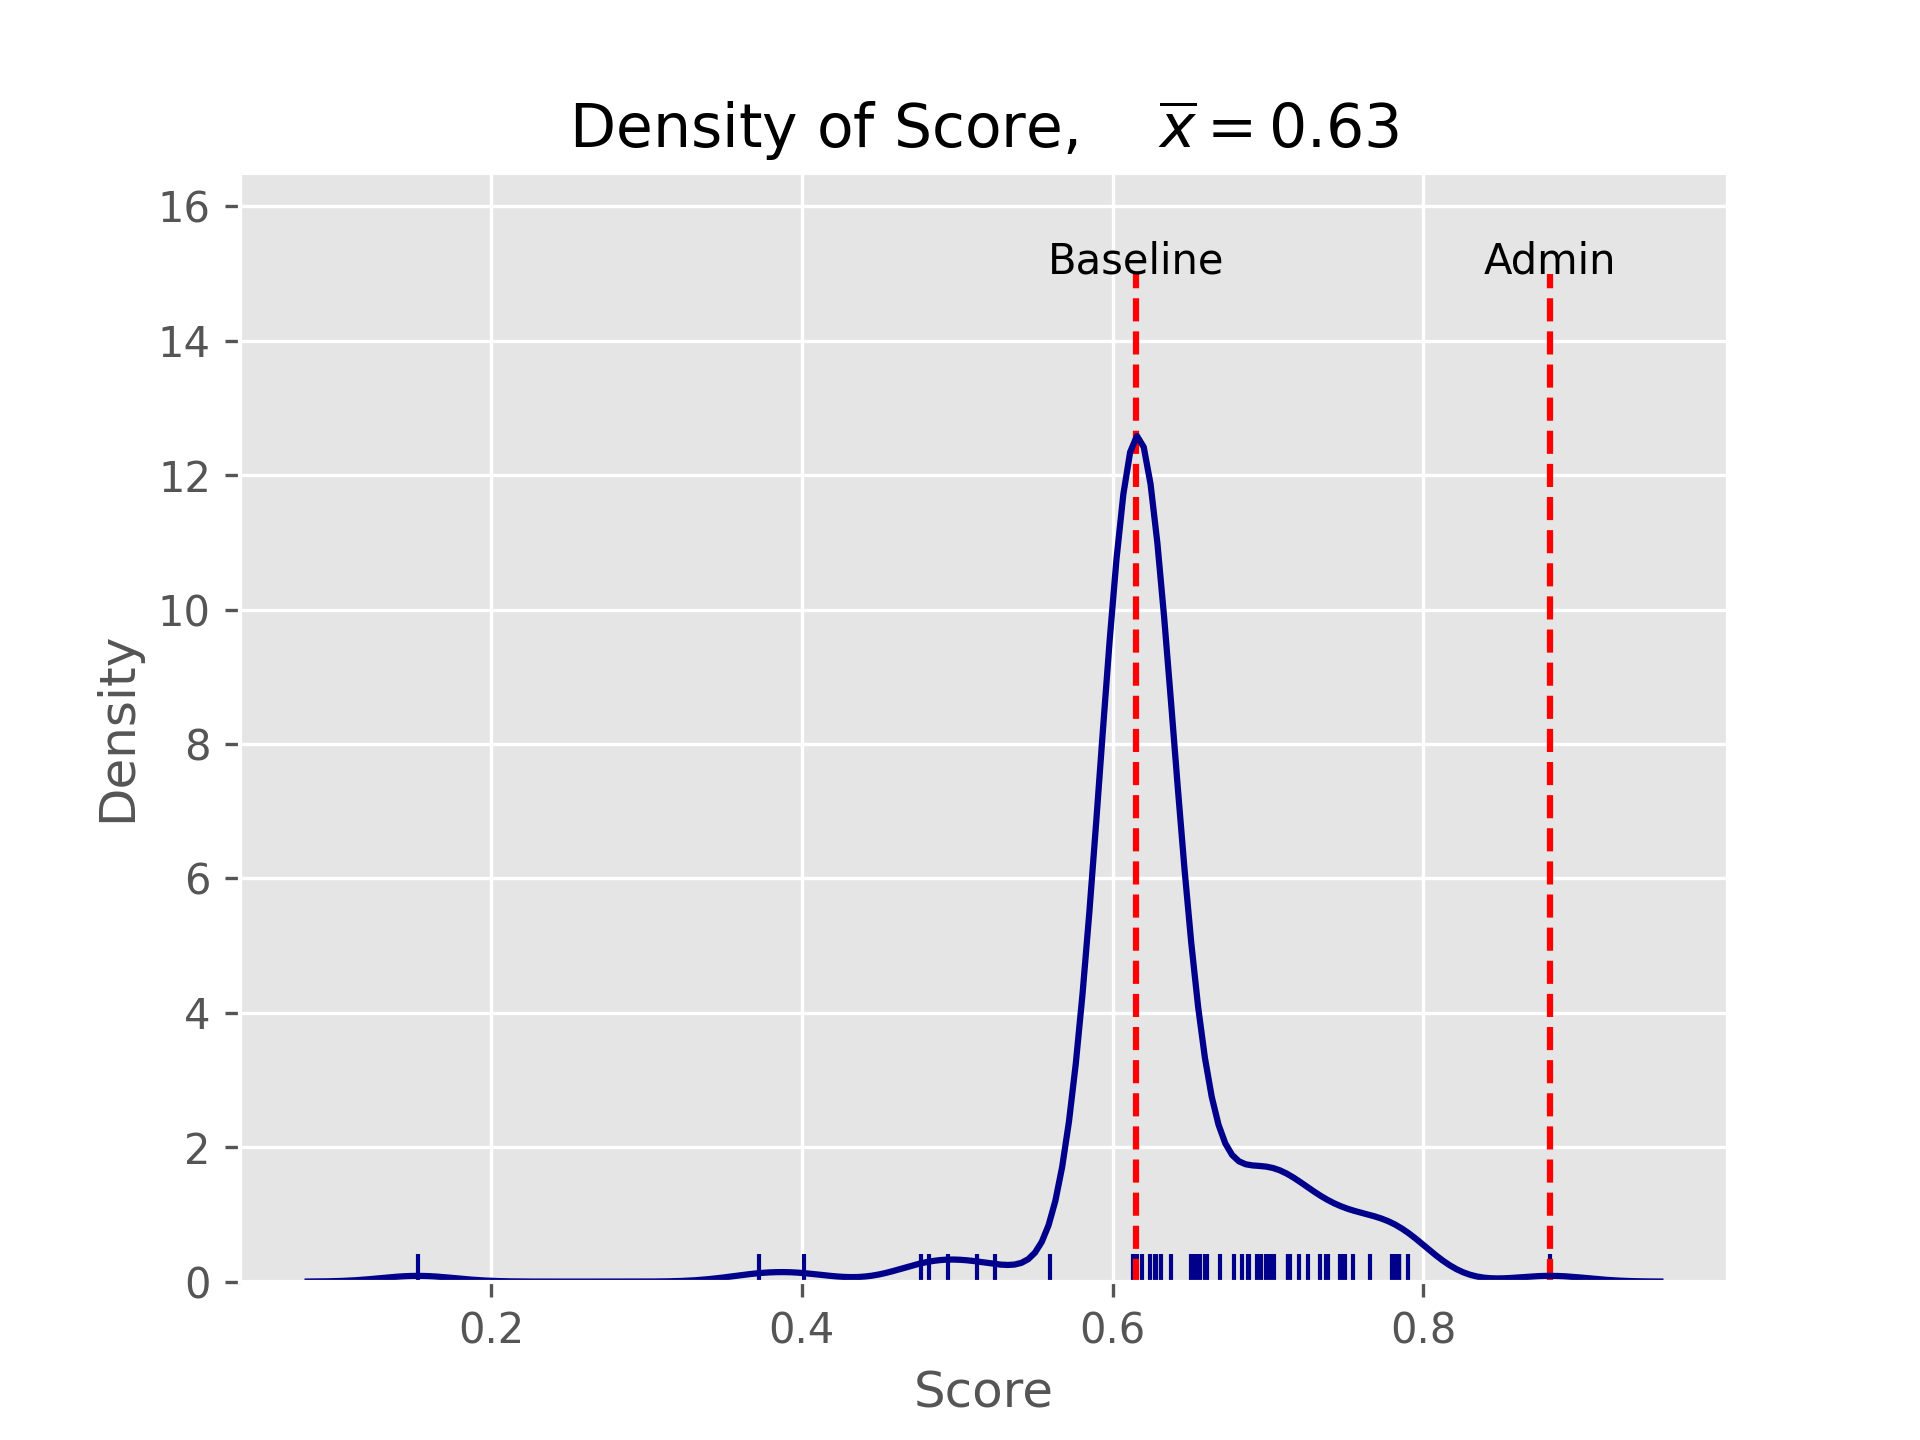 Density of Score, x̅ = 0.63
16
Baseline Admin
14
12
10
8
6
4
2
0
Density
0.2 0.4 0.6 0.8
Score